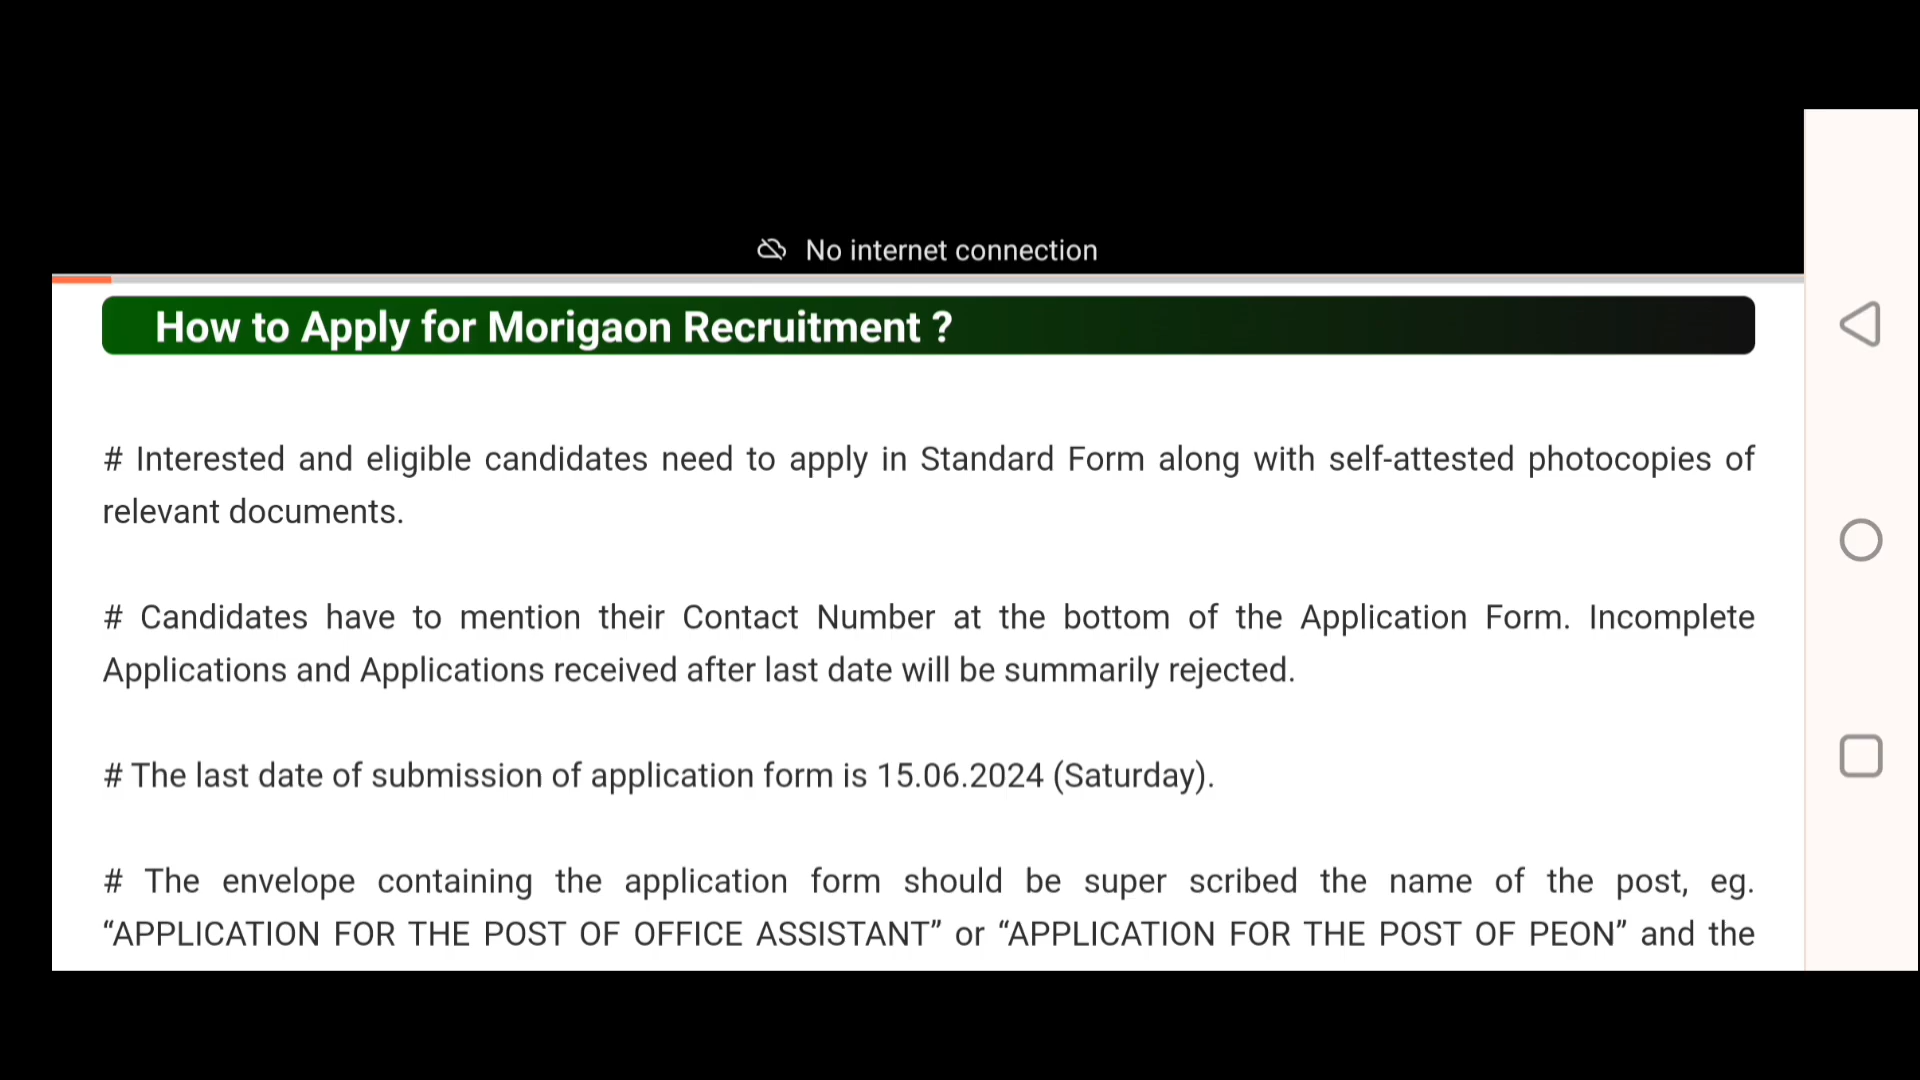 No internet connection
How to Apply for Morigaon Recruitment ?
# Interested and eligible candidates need to apply in Standard Form along with self-attested photocopies of
relevant documents.
# Candidates have to mention their Contact Number at the bottom of the Application Form. Incomplete
Applications and Applications received after last date will be summarily rejected.
# The last date of submission of application form is 15.06.2024 (Saturday).
# The envelope containing the application form should be super scribed the name of the post, eg.
“APPLICATION FOR THE POST OF OFFICE ASSISTANT” or “APPLICATION FOR THE POST OF PEON” and the